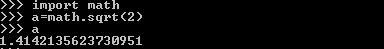 >>> import math
>>> a=math.sqrt(2)
>>> a
1.4142135623730951